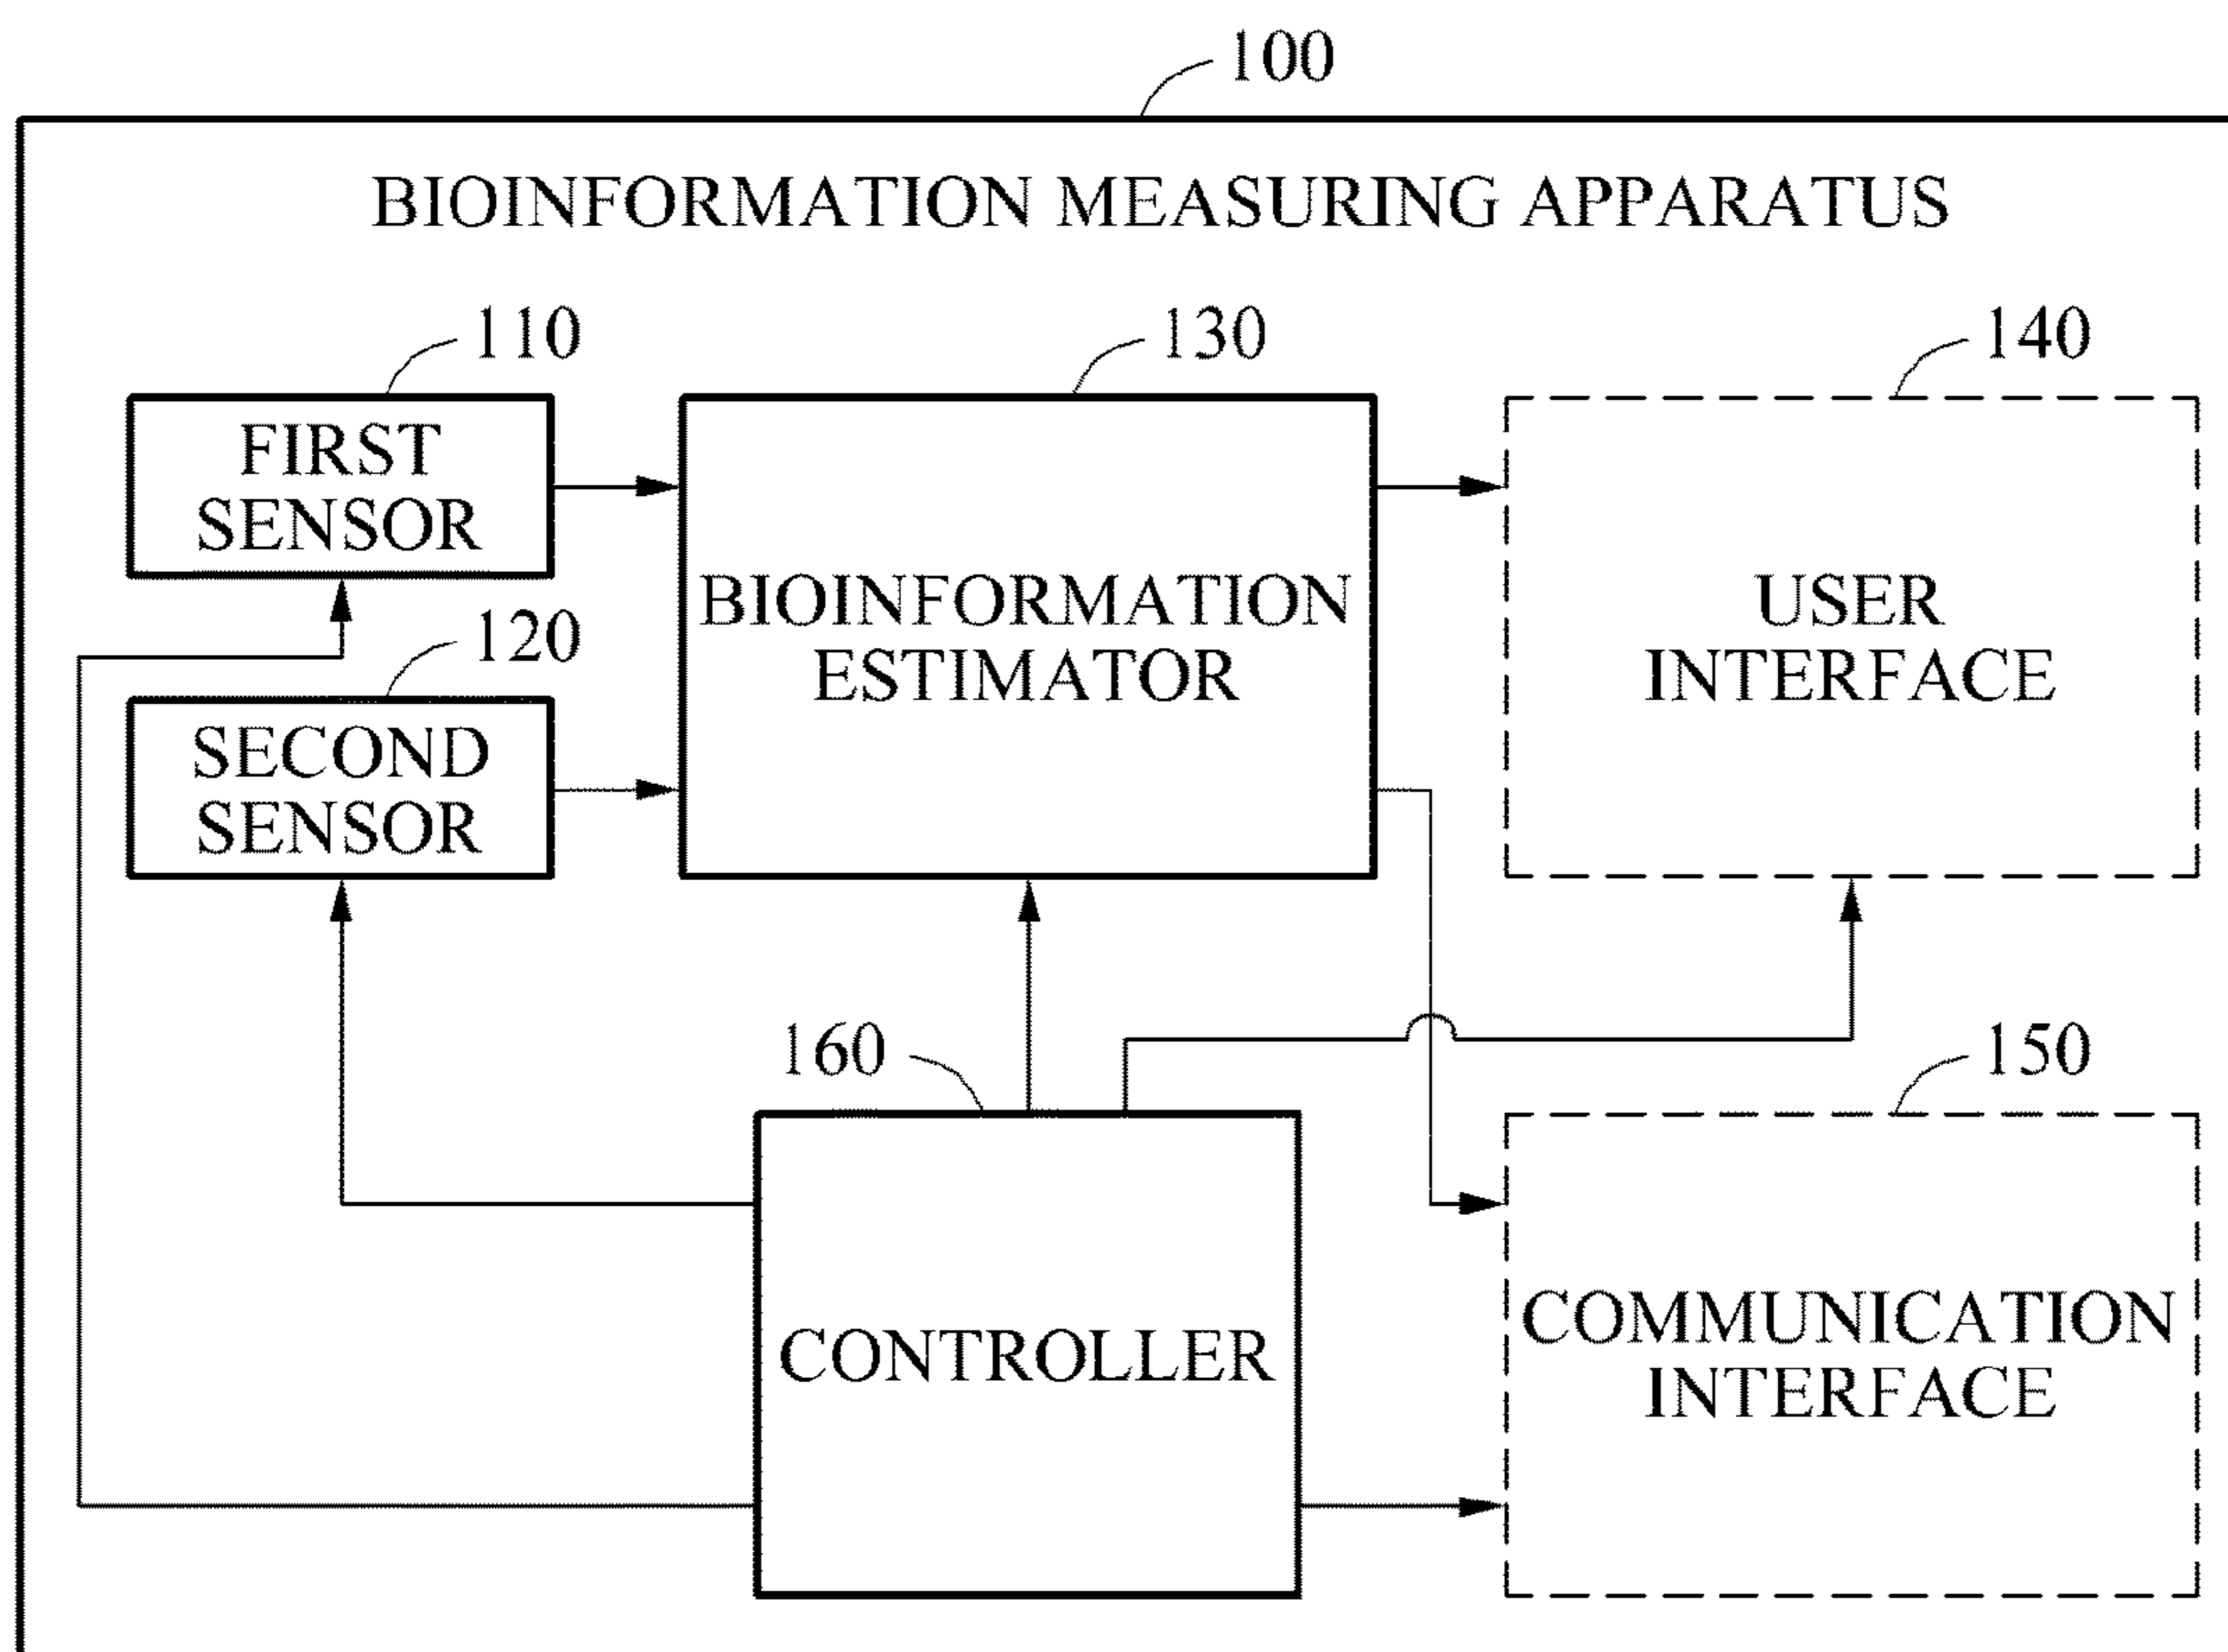 100
BIOINFORMATION MEASURING APPARATUS
110
130
140
FIRST
SENSOR
BIOINFORMATION
ESTIMATOR
USER
INTERFACE
120
SECOND
SENSOR
160
150
CONTROLLER
COMMUNICATION
INTERFACE